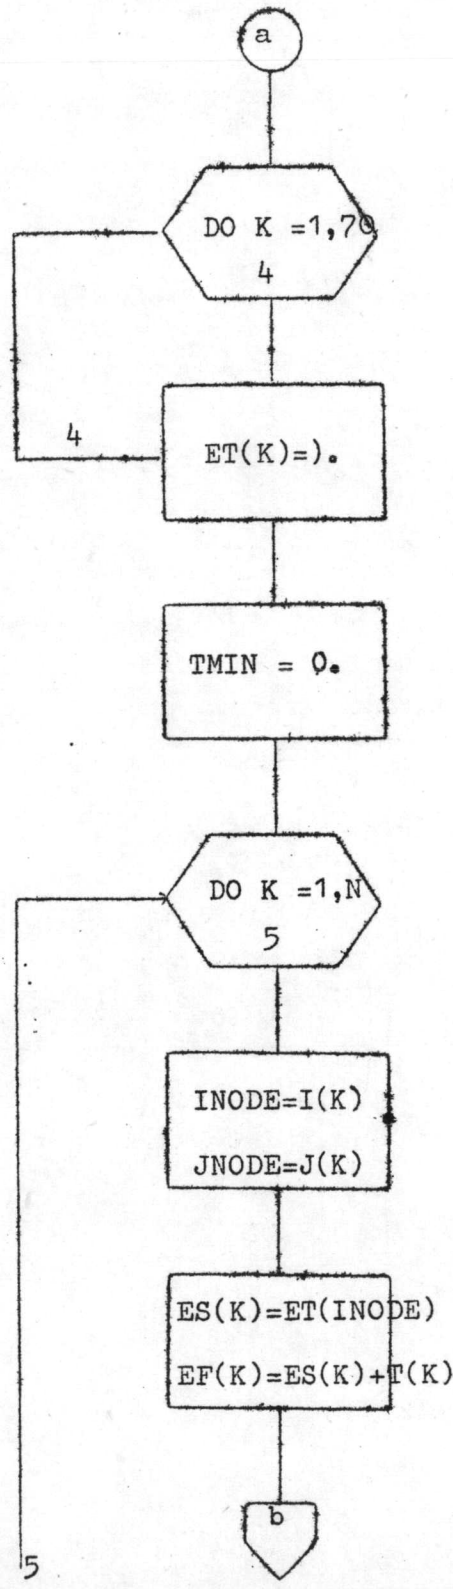 a
DO K =1,70
4
4
ET(K)=).
TMIN = 0.
DO K =1,N
5
INODE=I(K)
JNODE=J(K)
ES(K)=ET(INODE)
EF(K)=ES(K)+T(K)
b
5